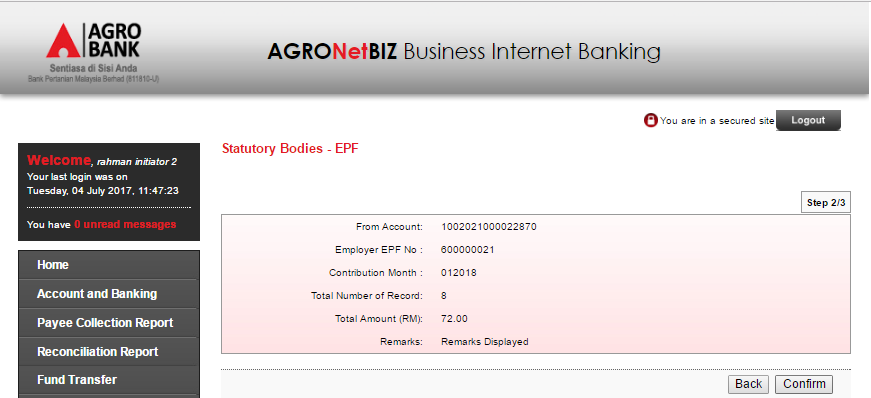 AGRO
BANK
Sentiasa di Sisi Anda
Bank Pertanian Malaysia Berhad (811810-U)
AGRONetBIZ Business Internet Banking
You are in a secured site
Logout
Welcome, rahman initiator 2
Your last login was on
Tuesday, 04 July 2017, 11:47:23
You have 0 unread messages
Home
Account and Banking
Payee Collection Report
Reconciliation Report
Fund Transfer
Statutory Bodies - EPF
Step 2/3
From Account: 1002021000022870
Employer EPF No : 600000021
Contribution Month : 012018
Total Number of Record: 8
Total Amount (RM): 72.00
Remarks: Remarks Displayed
Back Confirm